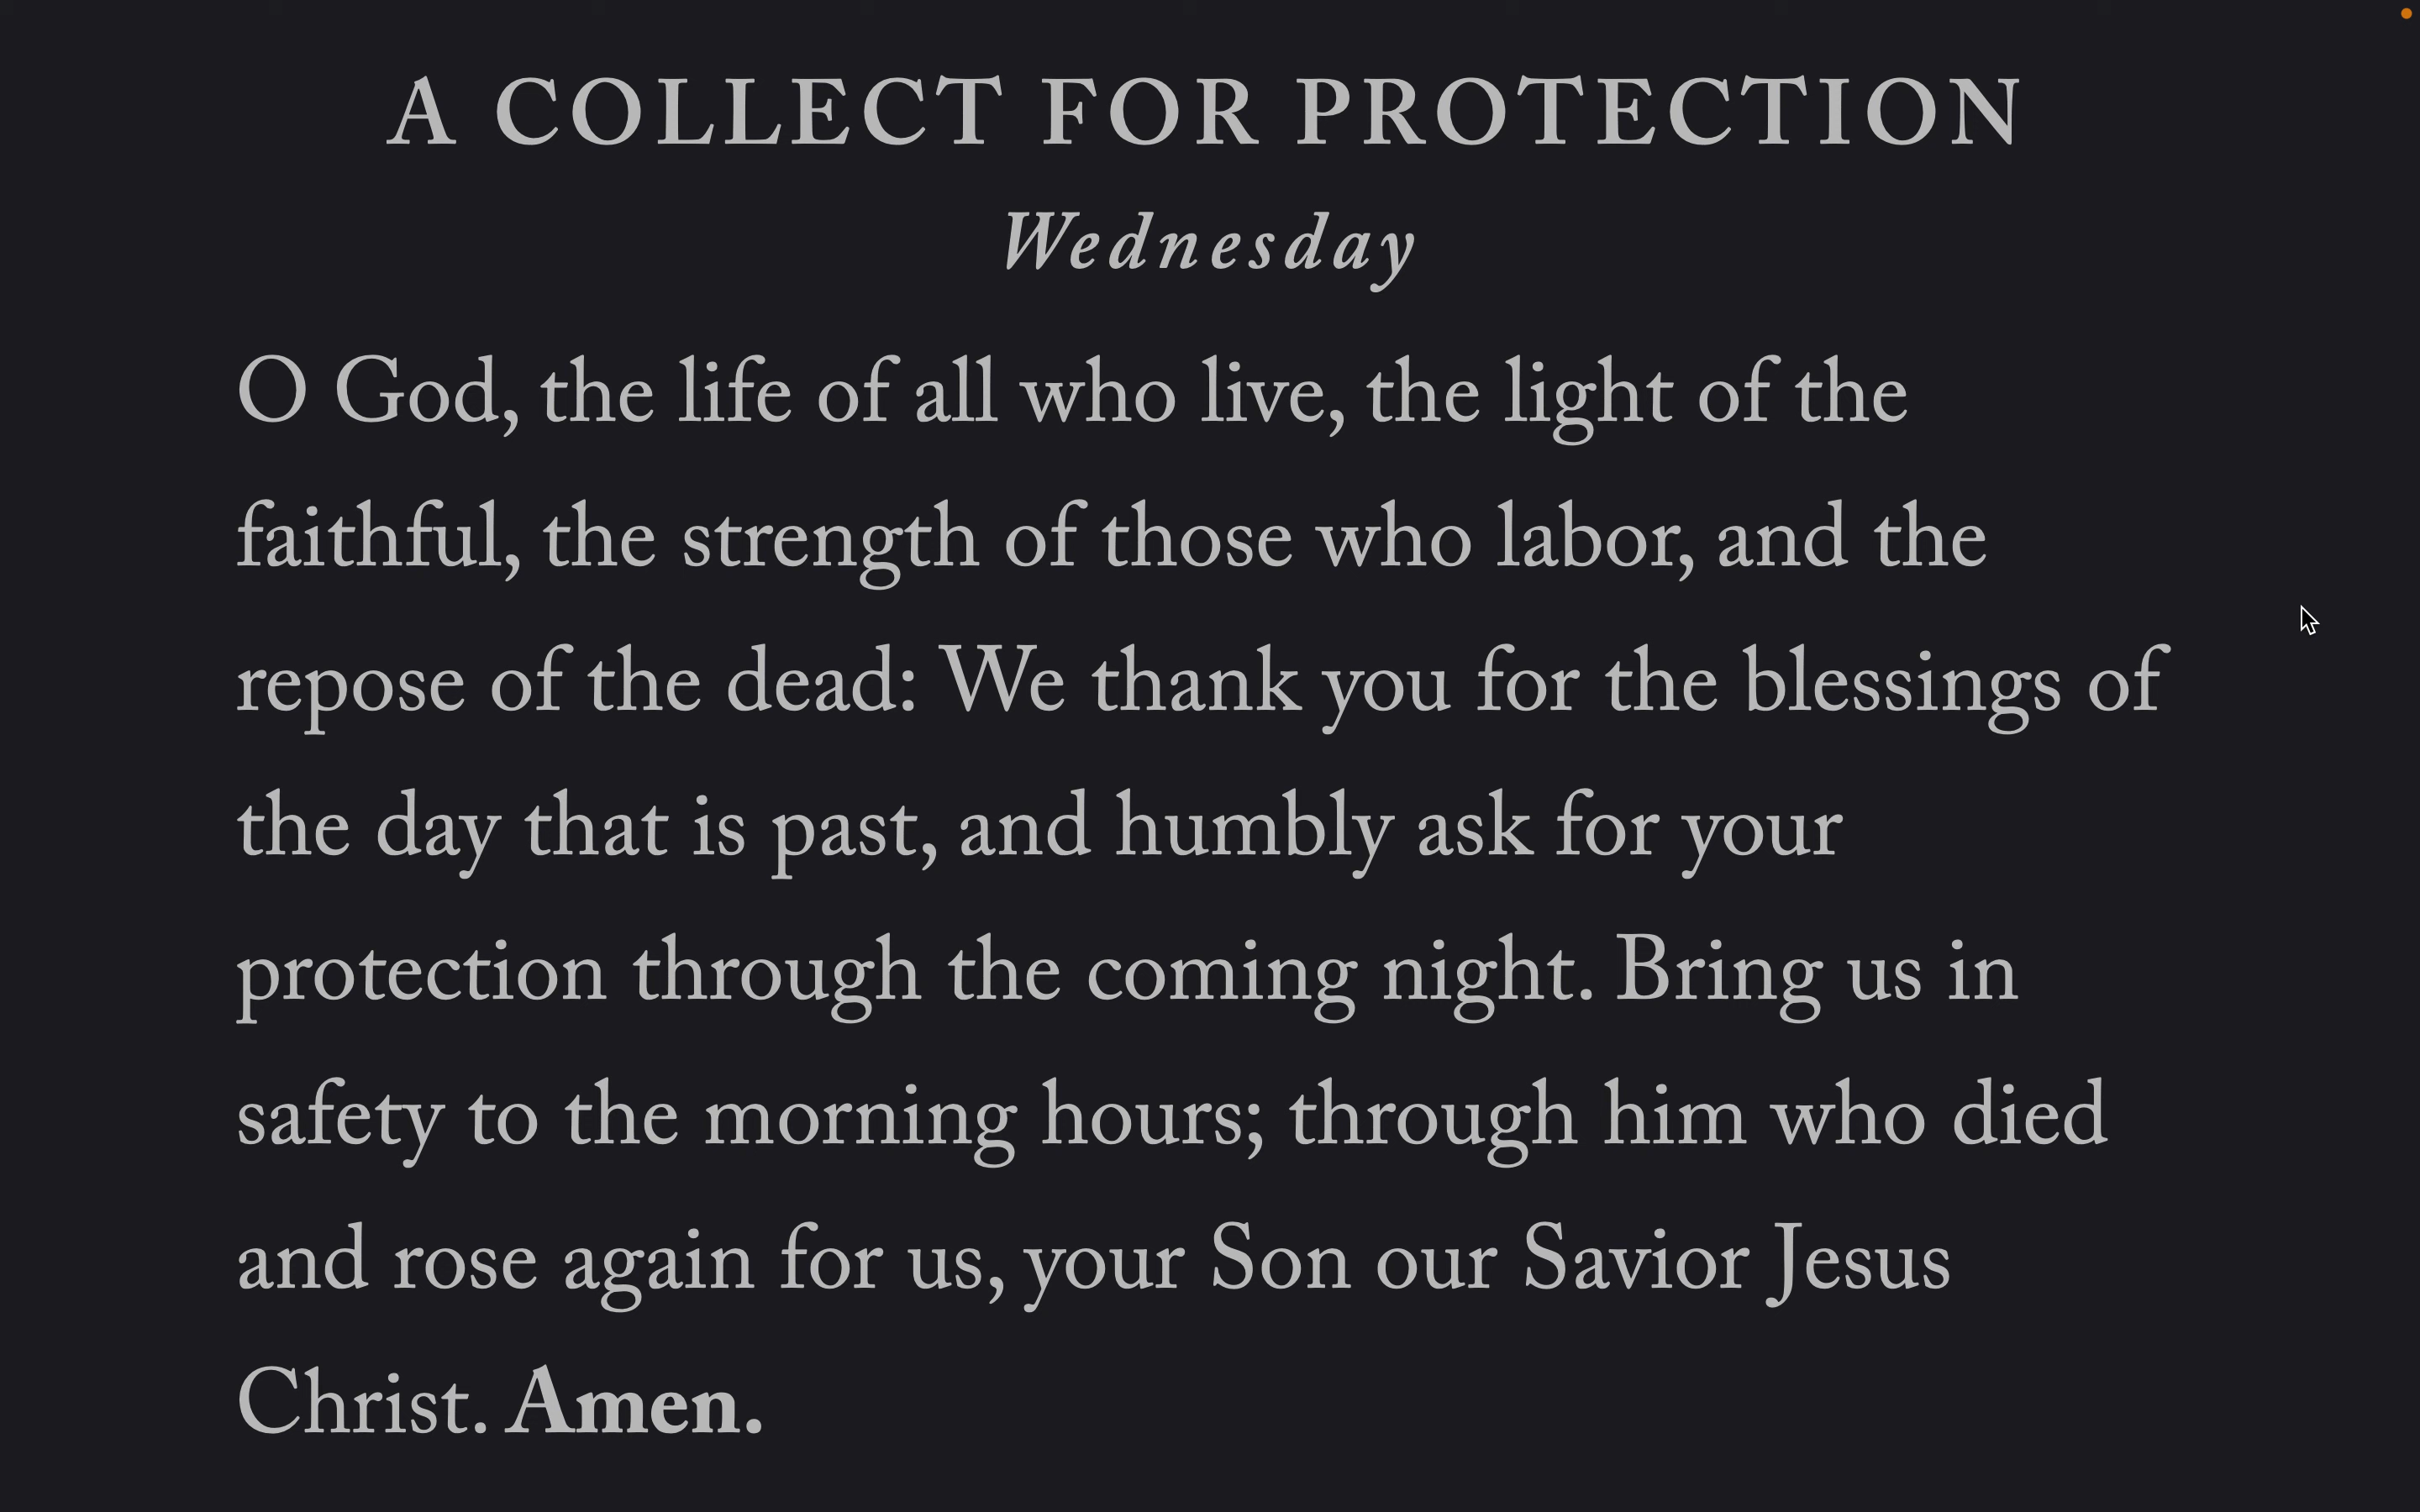 A COLLECT FOR PROTECTION
Wednesday
O God, the life of all who live, the light of the
faithful, the strength of those who labor, and the
repose of the dead: We thank you for the blessings of
the day that is past, and humbly ask for your
protection through the coming night. Bring us in
safety to the morning hours; through him who died
and rose again for us, your Son our Savior Jesus
Christ. Amen.